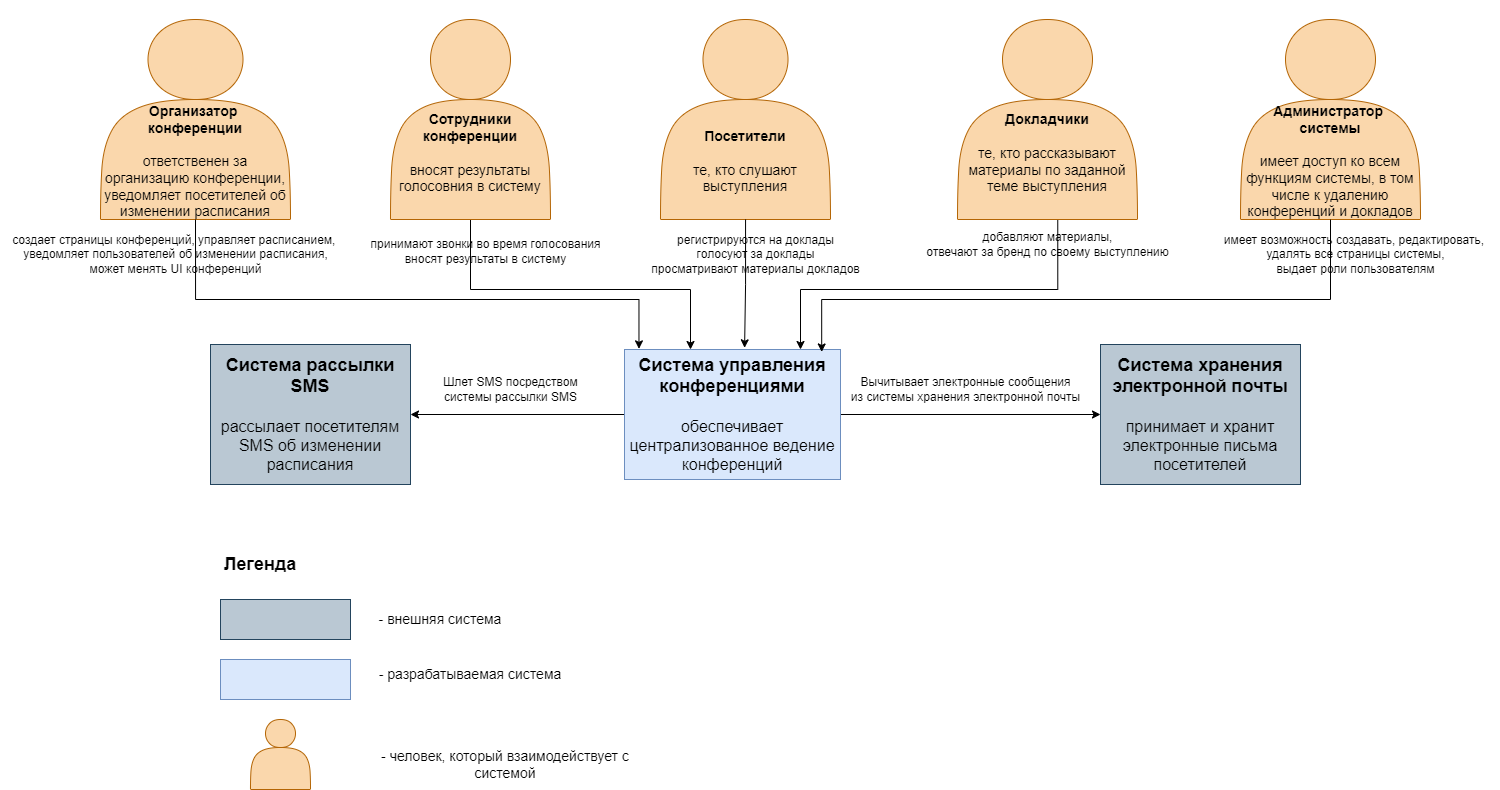 Организатор
конференции
ответственен за
организацию конференции,
уведомляет посетителей об
изменении расписания
Сотрудники
конференции
вносят результаты
голосовния в систему
Посетители
те, кто слушают
выступления
Докладчики
те, кто рассказывают
материалы по заданной
теме выступления
Администратор
системы
имеет доступ ко всем
функциям системы, в том
числе к удалению
конференций и докладов
создает страницы конференций, управляет расписанием,
уведомляет пользователей об изменении расписания,
может менять UI конференций
принимают звонки во время голосования
вносят результаты в систему
регистрируются на доклады
голосуют за доклады
просматривают материалы докладов
добавляют материалы,
отвечают за бренд по своему выступлению
имеет возможность создавать, редактировать,
удалять все страницы системы,
выдает роли пользователям
Система рассылки
SMS
рассылает посетителям
SMS об изменении
расписания
Шлет SMS посредством
системы рассылки SMS
Система управления
конференциями
обеспечивает
централизованное ведение
конференций
Вычитывает электронные сообщения
из системы хранения электронной почты
Система хранения
электронной почты
принимает и хранит
электронные письма
посетителей
Легенда
- внешняя система
- разрабатываемая система
- человек, который взаимодействует с
системой